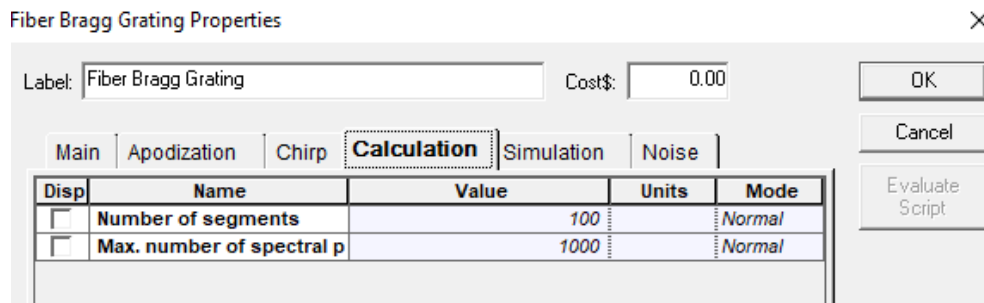 Fiber Bragg Grating Properties
Label: Fiber Bragg Grating Cost$: 0.00 OK
Main Apodization Chirp Calculation Simulation Noise Cancel
Disp Name Value Units Mode Evaluate Script
Number of segments 100 Normal
Max. number of spectral p 1000 Normal